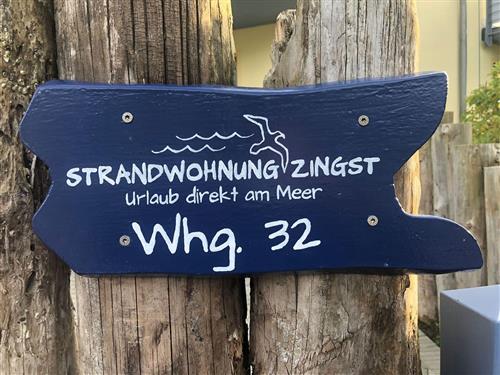 STRANDWOHNUNG ZINGST
Urlaub direkt am Meer
Whg. 32